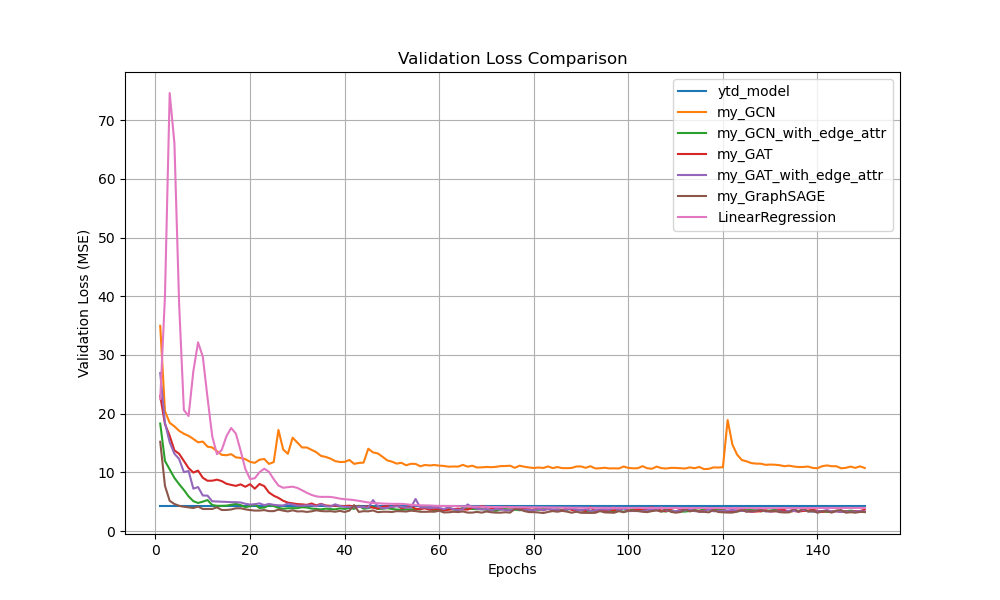 Validation Loss Comparison
Validation Loss (MSE)
70
60
50
40
30
20
10
0
ytd_model
my_GCN
my_GCN_with_edge_attr
my_GAT
my_GAT_with_edge_attr
my_GraphSAGE
LinearRegression
0 20 40 60 80 100 120 140
Epochs